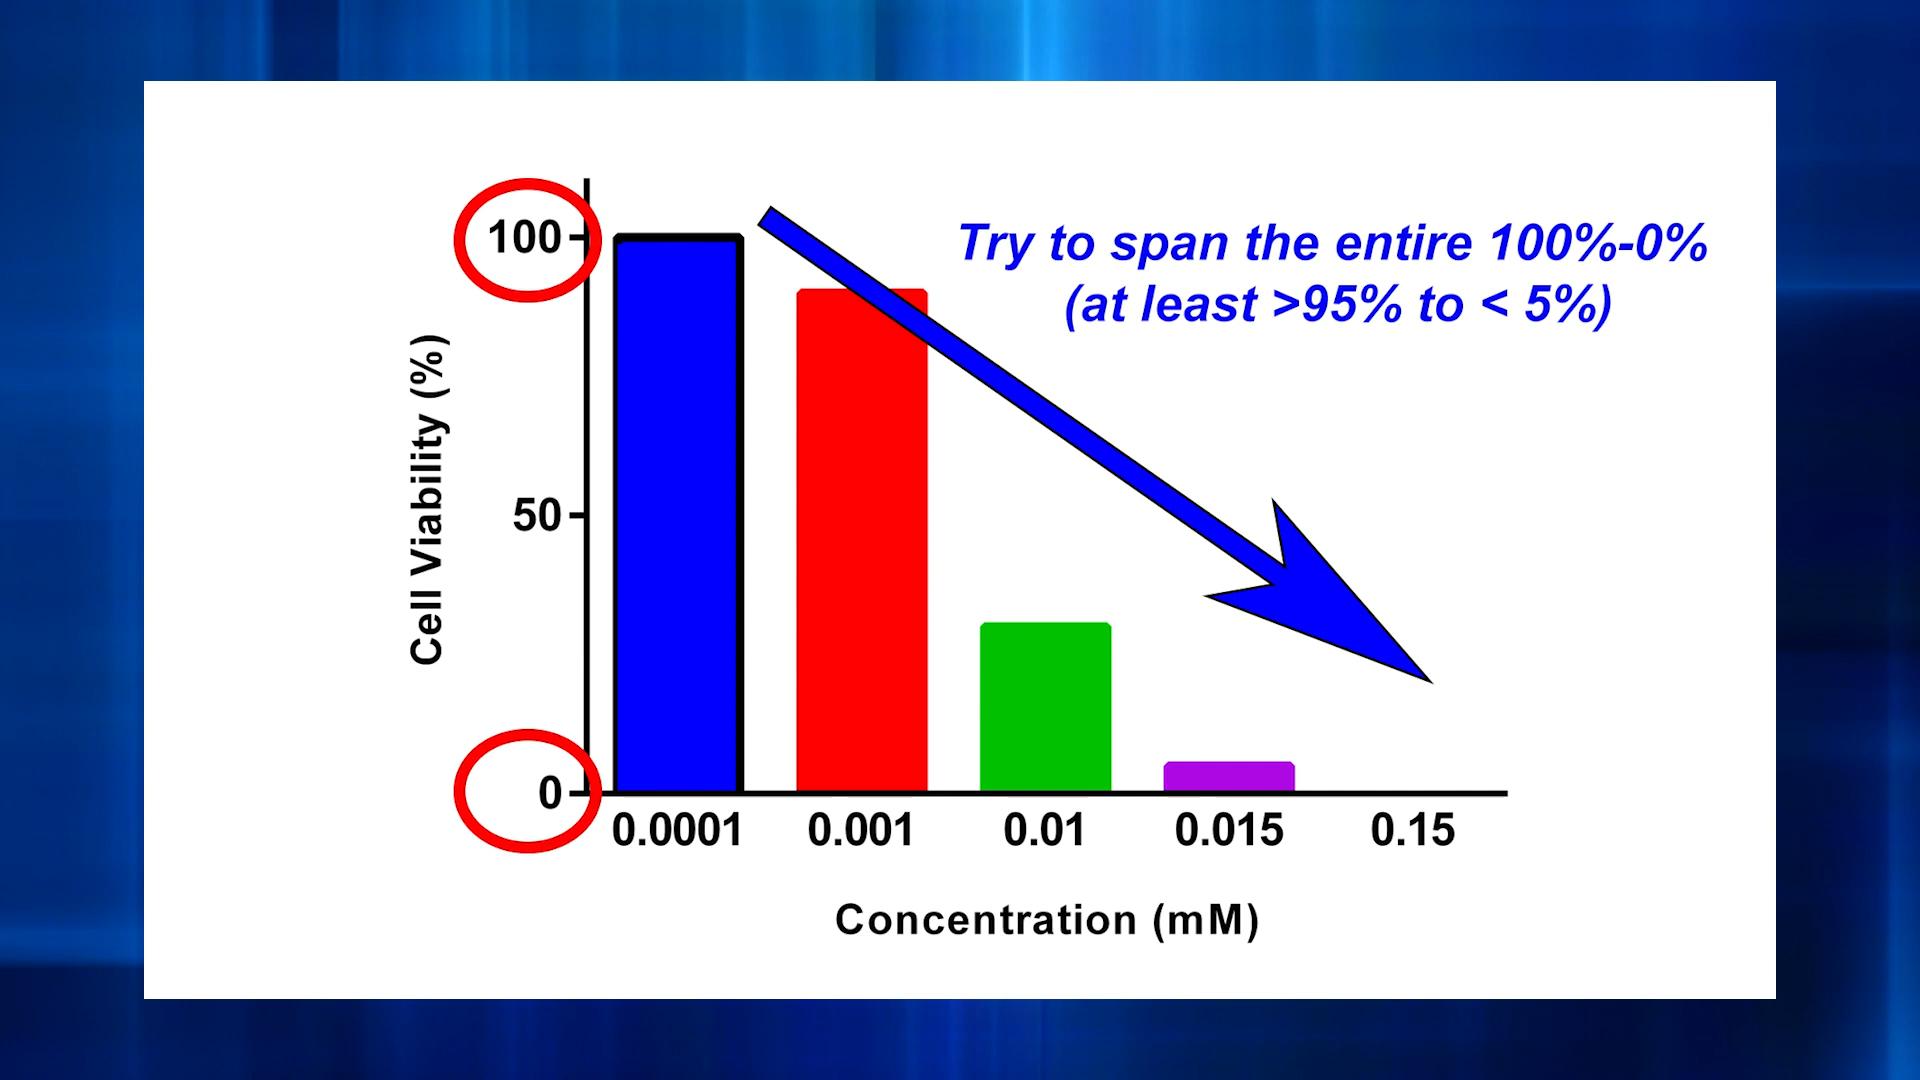 Try to span the entire 100%-0%
(at least >95% to < 5%)
Cell Viability (%)
100
50
0
0.0001 0.001 0.01 0.015 0.15
Concentration (mM)